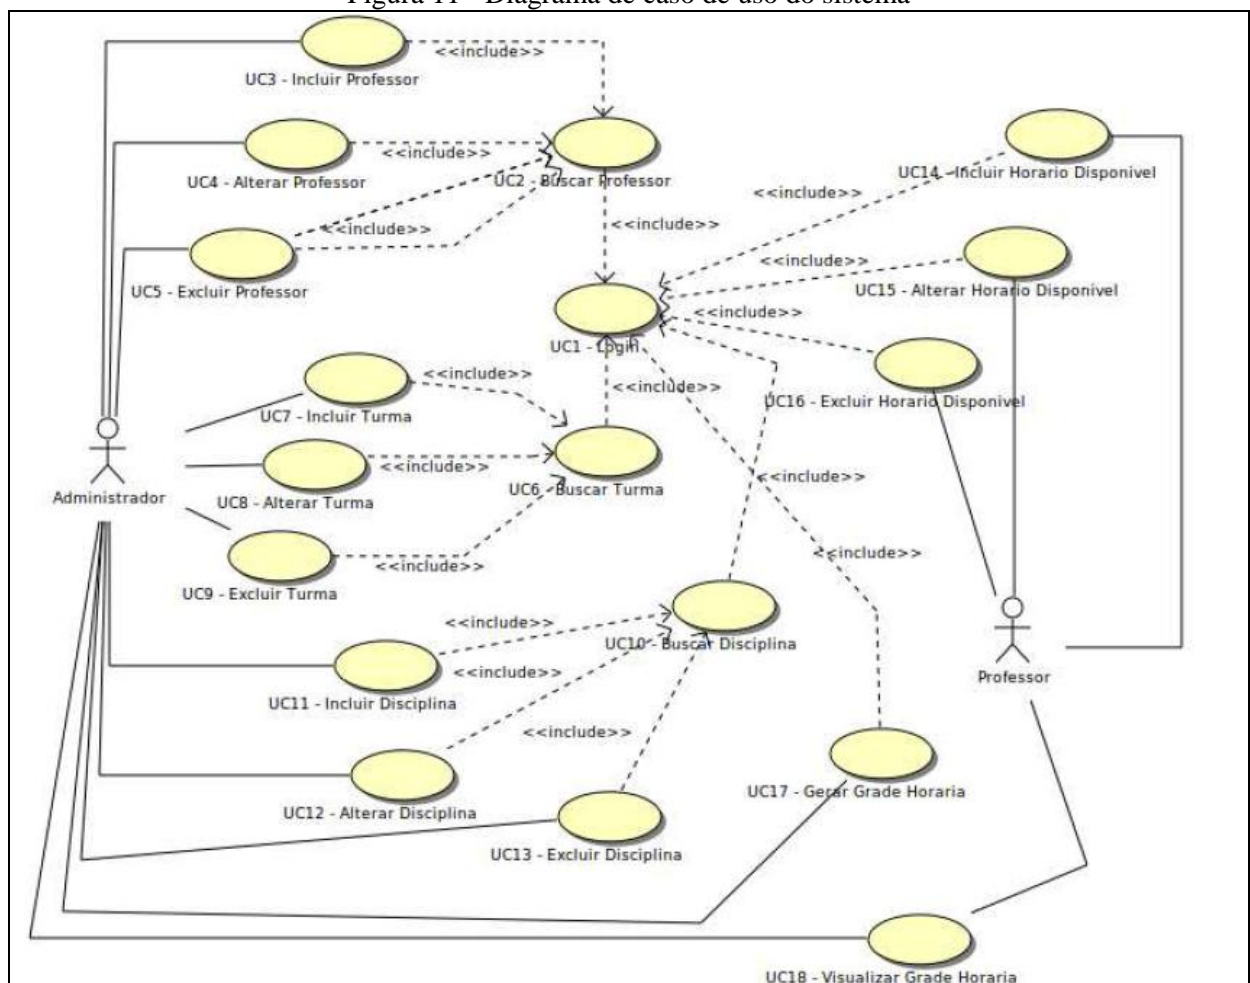 Figura 11 - Diagrama de caso de uso do sistema
<<include>>
UC3 - Incluir Professor
<<include>>
UC4 - Alterar Professor
UC2 - Buscar Professor
UC14 - Incluir Horario Disponivel
<<include>>
<<include>>
<<include>>
<<include>>
UC5 - Excluir Professor
UC15 - Alterar Horario Disponivel
<<include>>
UC1 - Login
<<include>>
<<include>>
UC7 - Incluir Turma
UC16 - Excluir Horario Disponivel
<<include>>
<<include>>
UC8 - Alterar Turma
UC6 - Buscar Turma
Administrador
<<include>>
<<include>>
UC9 - Excluir Turma
<<include>>
UC10 - Buscar Disciplina
<<include>>
Professor
UC11 - Incluir Disciplina
<<include>>
UC12 - Alterar Disciplina
UC17 - Gerar Grade Horaria
UC13 - Excluir Disciplina
UC18 - Visualizar Grade Horaria